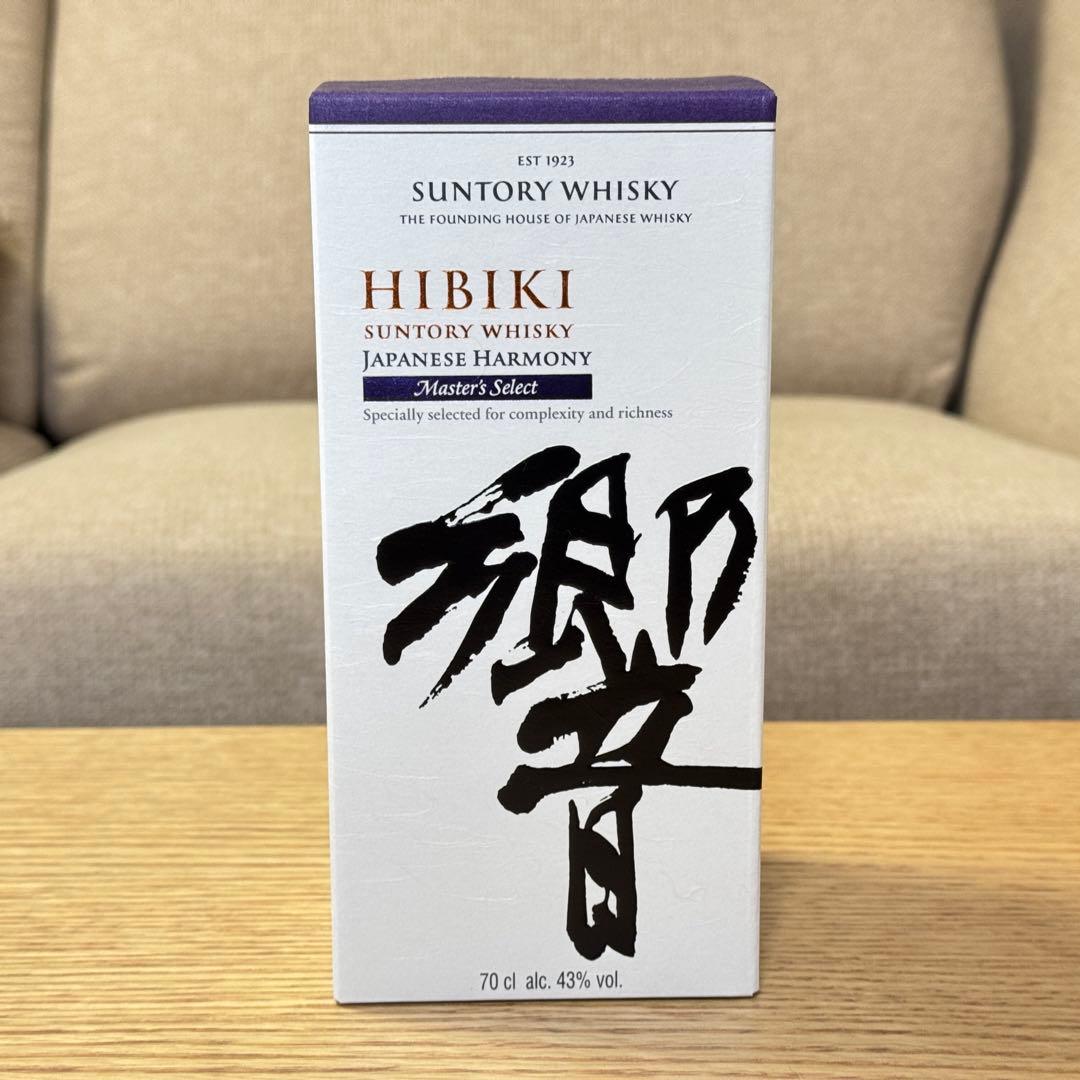 EST 1923
SUNTORY WHISKY
THE FOUNDING HOUSE OF JAPANESE WHISKY
HIBIKI
SUNTORY WHISKY
JAPANESE HARMONY
Master's Select
Specially selected for complexity and richness
響
70 cl alc. 43% vol.